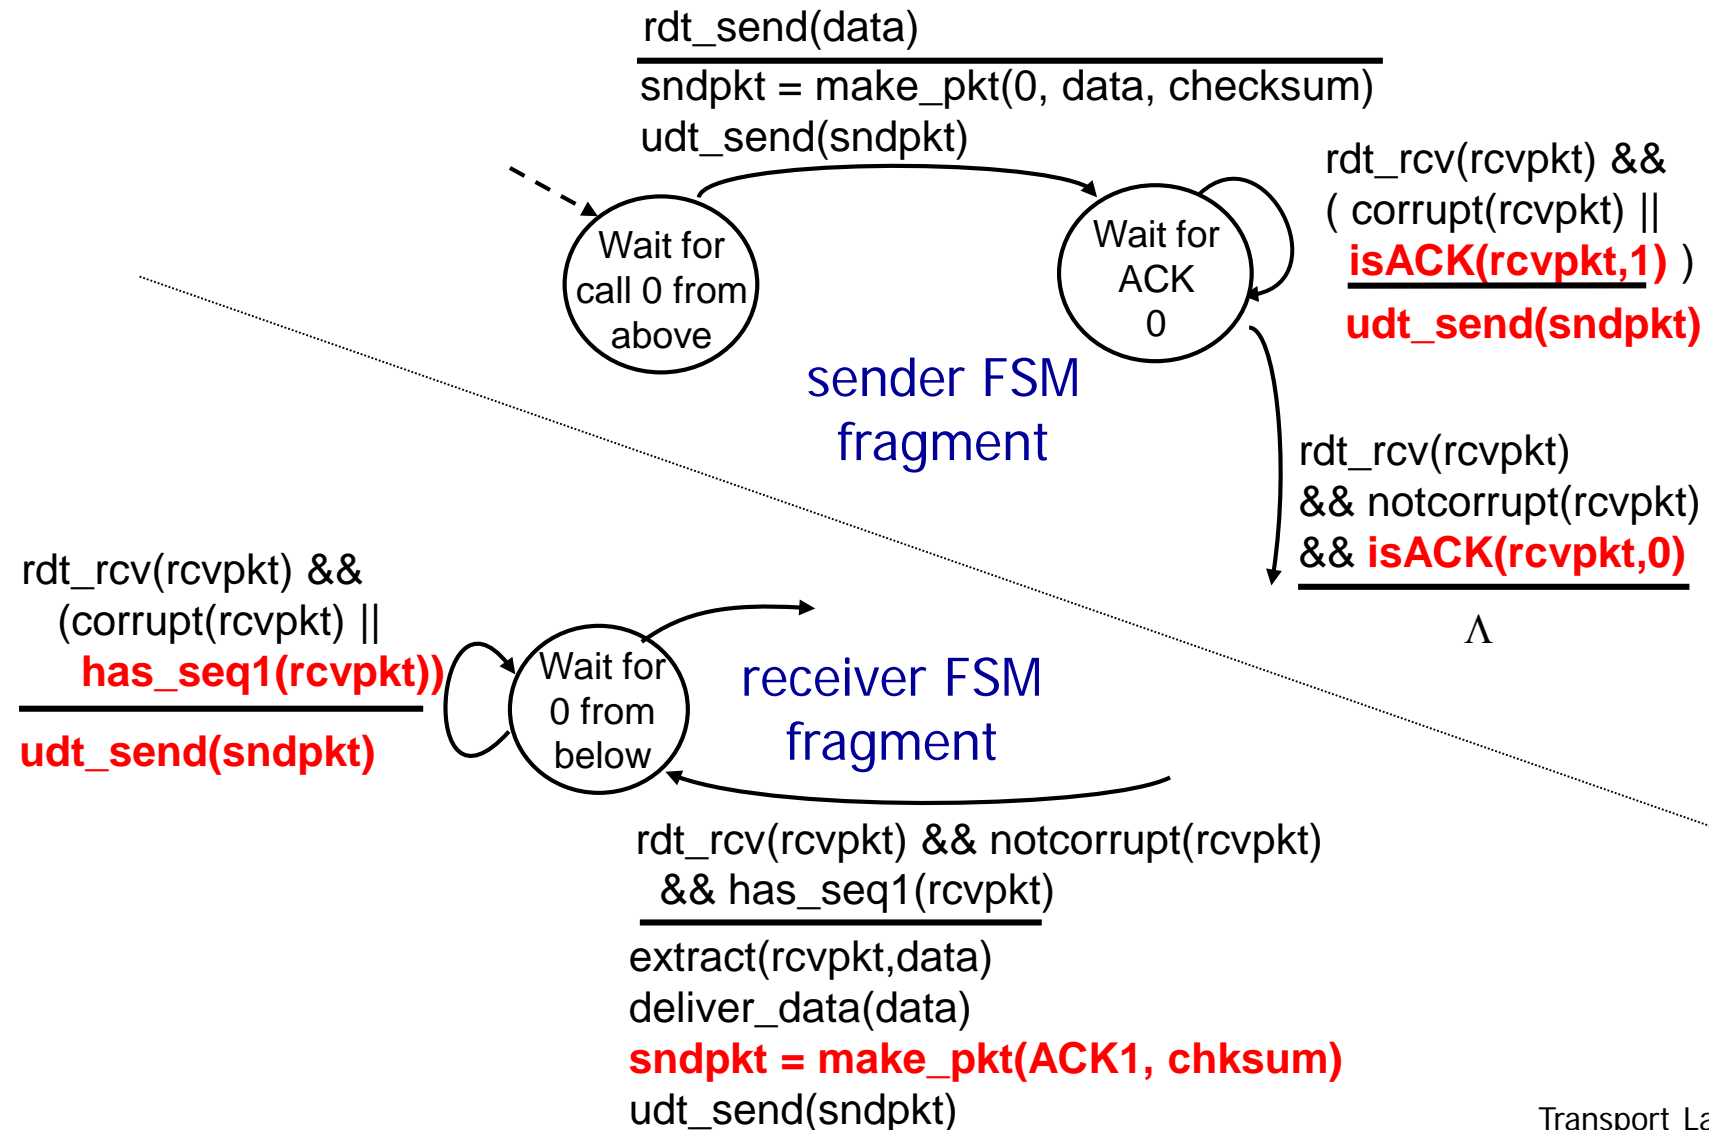 rdt_send(data)
sndpkt = make_pkt(0, data, checksum)
udt_send(sndpkt)
rdt_rcv(rcvpkt) &&
( corrupt(rcvpkt) ||
isACK(rcvpkt,1) )
udt_send(sndpkt)
Wait for
call 0 from
above
Wait for
ACK
0
sender FSM
fragment
rdt_rcv(rcvpkt)
&& notcorrupt(rcvpkt)
&& isACK(rcvpkt,0)
Λ
rdt_rcv(rcvpkt) &&
(corrupt(rcvpkt) ||
has_seq1(rcvpkt))
udt_send(sndpkt)
Wait for
0 from
below
receiver FSM
fragment
rdt_rcv(rcvpkt) && notcorrupt(rcvpkt)
&& has_seq1(rcvpkt)
extract(rcvpkt,data)
deliver_data(data)
sndpkt = make_pkt(ACK1, chksum)
udt_send(sndpkt)
Transport La